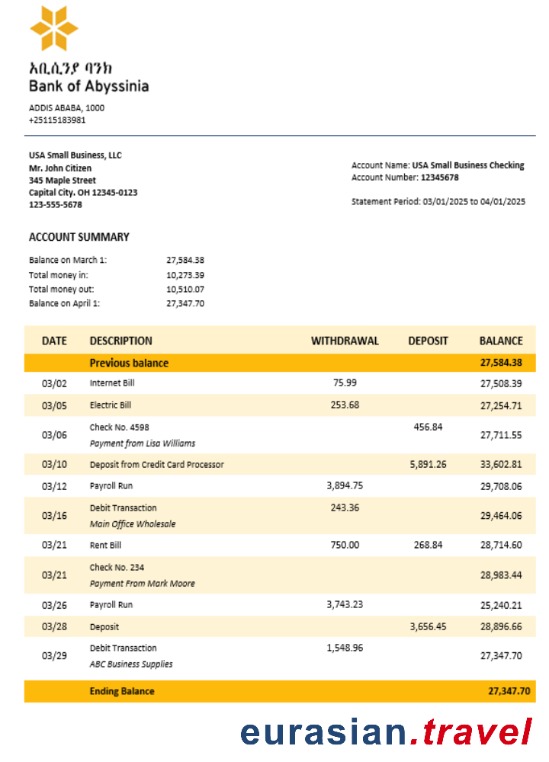 አቢሲንያ ባንክ
Bank of Abyssinia
ADDIS ABABA, 1000
+25115183981
USA Small Business, LLC
Mr. John Citizen
345 Maple Street
Capital City. OH 12345-0123
123-555-5678
Account Name: USA Small Business Checking
Account Number: 12345678
Statement Period: 03/01/2025 to 04/01/2025
ACCOUNT SUMMARY
Balance on March 1: 27,584.38
Total money in: 10,273.39
Total money out: 10,510.07
Balance on April 1: 27,347.70
DATE DESCRIPTION WITHDRAWAL DEPOSIT BALANCE
Previous balance 27,584.38
03/02 Internet Bill 75.99 27,508.39
03/05 Electric Bill 253.68 27,254.71
03/06 Check No. 4598 456.84 27,711.55
Payment from Lisa Williams
03/10 Deposit from Credit Card Processor 5,891.26 33,602.81
03/12 Payroll Run 3,894.75 29,708.06
03/16 Debit Transaction 243.36 29,464.06
Main Office Wholesale
03/21 Rent Bill 750.00 268.84 28,714.60
03/21 Check No. 234 28,983.44
Payment From Mark Moore
03/26 Payroll Run 3,743.23 25,240.21
03/28 Deposit 3,656.45 28,896.66
03/29 Debit Transaction 1,548.96 27,347.70
ABC Business Supplies
Ending Balance 27,347.70
eurasian.travel